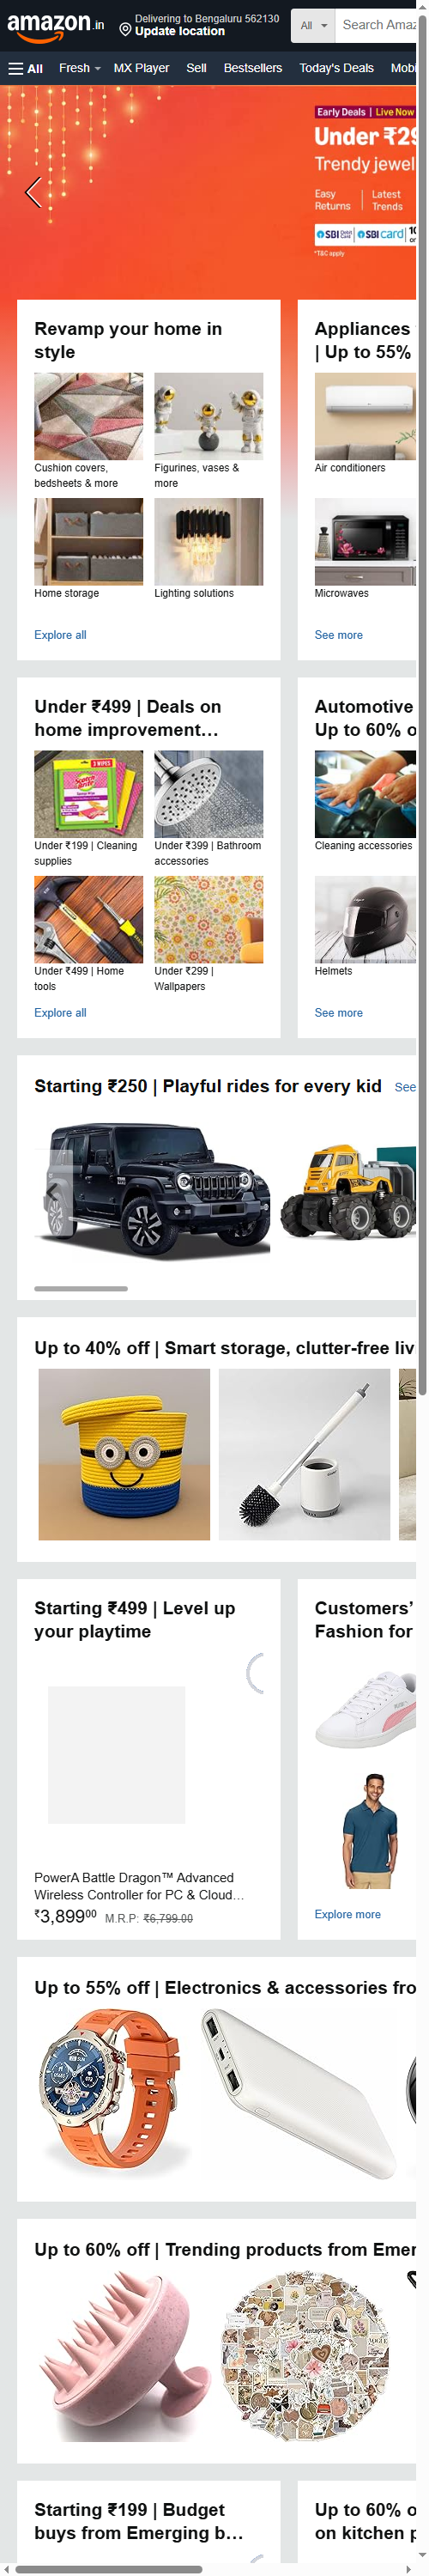 amazon.in
Delivering to Bengaluru 562130
Update location
All
Search Amaz
All
Fresh
MX Player
Sell
Bestsellers
Today's Deals
Mobi
Early Deals | Live Now
Under ₹29
Trendy jewel
Easy Returns
Latest Trends
SBI card
SBI card
10
*T&C apply
Revamp your home in
style
Cushion covers,
bedsheets & more
Figurines, vases &
more
Home storage
Lighting solutions
Explore all
Appliances
| Up to 55%
Air conditioners
Microwaves
See more
Under ₹499 | Deals on
home improvement…
Under ₹199 | Cleaning
supplies
Under ₹399 | Bathroom
accessories
Under ₹499 | Home
tools
Under ₹299 |
Wallpapers
Explore all
Automotive
Up to 60% o
Cleaning accessories
Helmets
See more
Starting ₹250 | Playful rides for every kid
See
Up to 40% off | Smart storage, clutter-free liv
Starting ₹499 | Level up
your playtime
PowerA Battle Dragon™ Advanced
Wireless Controller for PC & Cloud…
₹3,89900 M.R.P: ₹6,799.00
Customers’
Fashion for
Explore more
Up to 55% off | Electronics & accessories fro
Up to 60% off | Trending products from Emer
Starting ₹199 | Budget
buys from Emerging b…
Up to 60% o
on kitchen p